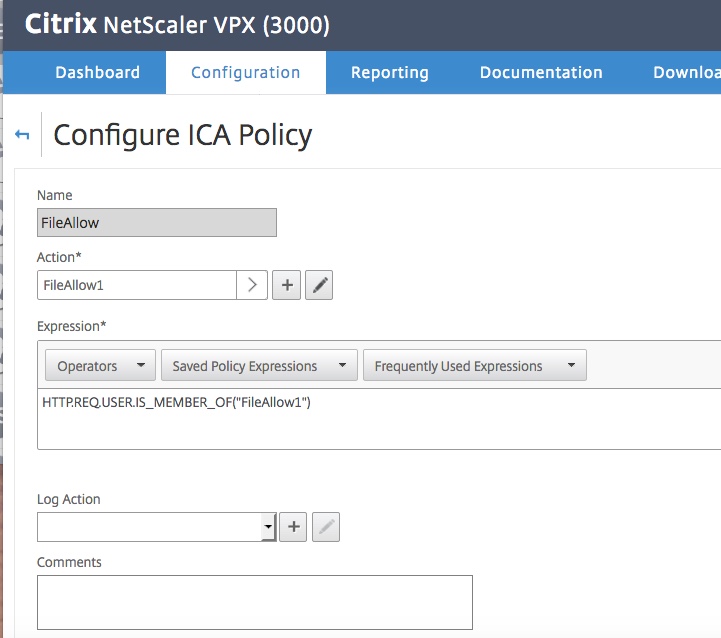 Citrix NetScaler VPX (3000)
Dashboard Configuration Reporting Documentation Downloa
Configure ICA Policy
Name
FileAllow
Action*
FileAllow1
Expression*
Operators Saved Policy Expressions Frequently Used Expressions
HTTP.REQ.USER.IS_MEMBER_OF("FileAllow1")
Log Action
Comments